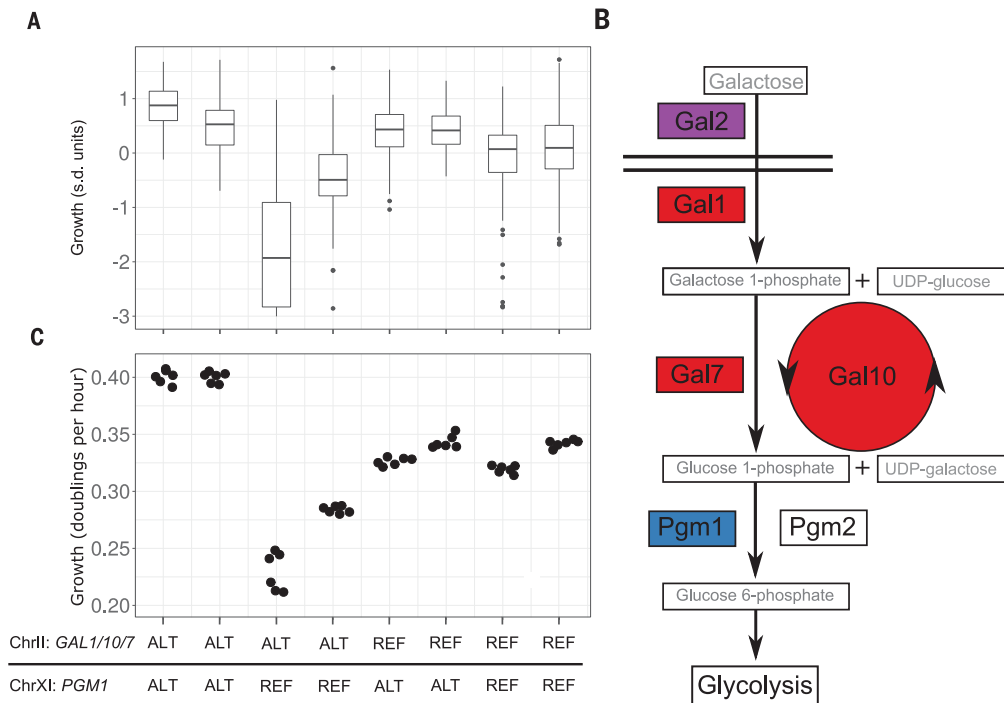 A
Growth (s.d. units)
1
0
-1
-2
-3
C
Growth (doublings per hour)
0.40
0.35
0.30
0.25
0.20
ChrII: GAL1/10/7 ALT ALT ALT ALT REF REF REF REF
ChrXI: PGM1 ALT ALT REF REF ALT ALT REF REF
B
Galactose
Gal2
Gal1
Galactose 1-phosphate + UDP-glucose
Gal7 Gal10
Glucose 1-phosphate + UDP-galactose
Pgm1 Pgm2
Glucose 6-phosphate
Glycolysis